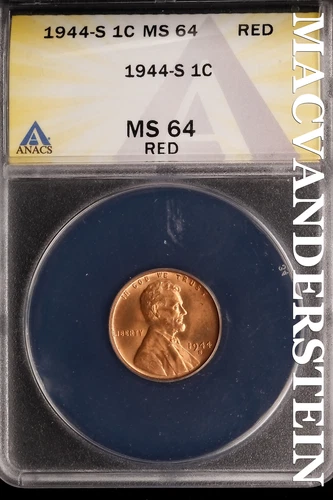 1944-S 1C MS 64 RED
1944-S 1C
MS 64
RED
ANACS
MACVANDERSTEIN
IN GOD WE TRUST
LIBERTY
1944
S